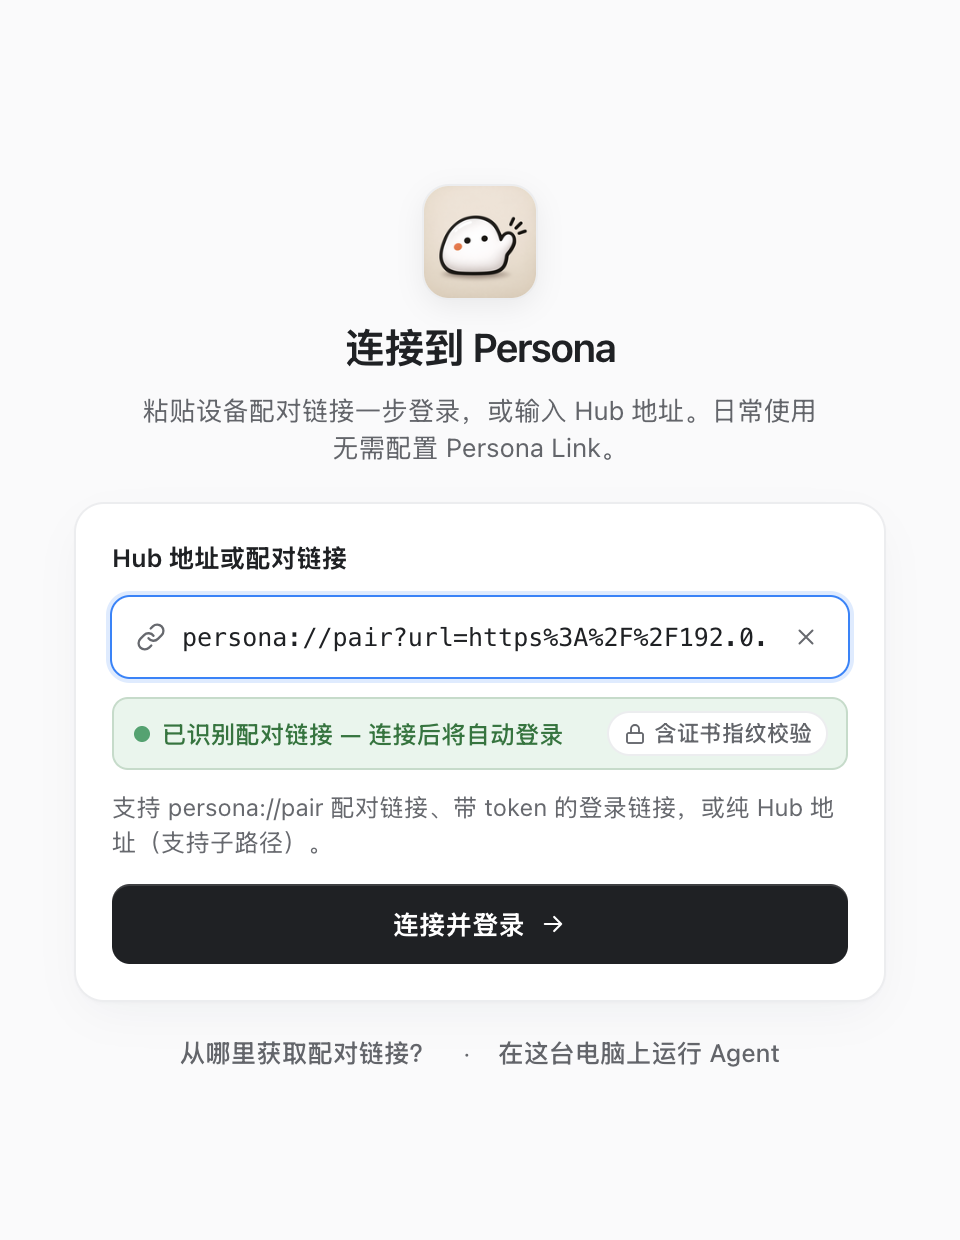 连接到 Persona
粘贴设备配对链接一步登录，或输入 Hub 地址。日常使用
无需配置 Persona Link。
Hub 地址或配对链接
persona://pair?url=https%3A%2F%2F192.0.
已识别配对链接 — 连接后将自动登录
含证书指纹校验
支持 persona://pair 配对链接、带 token 的登录链接，或纯 Hub 地
址（支持子路径）。
连接并登录 →
从哪里获取配对链接? · 在这台电脑上运行 Agent